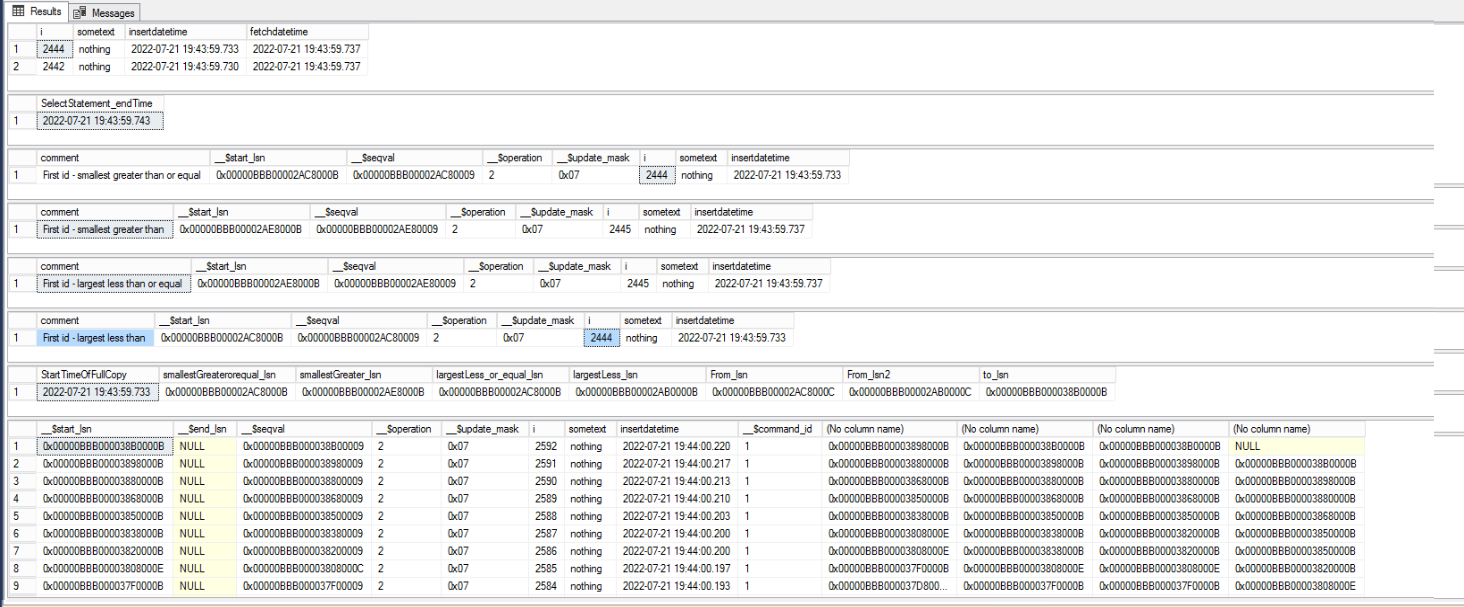 Results Messages
i sometext insertdatetime fetchdatetime
1 2444 nothing 2022-07-21 19:43:59.733 2022-07-21 19:43:59.737
2 2442 nothing 2022-07-21 19:43:59.730 2022-07-21 19:43:59.737
SelectStatement_endTime
1 2022-07-21 19:43:59.743
comment __$start_lsn __$seqval __$operation __$update_mask i sometext insertdatetime
1 First id - smallest greater than or equal 0x00000BBB00002AC8000B 0x00000BBB00002AC80009 2 0x07 2444 nothing 2022-07-21 19:43:59.733
comment __$start_lsn __$seqval __$operation __$update_mask i sometext insertdatetime
1 First id - smallest greater than 0x00000BBB00002AE8000B 0x00000BBB00002AE80009 2 0x07 2445 nothing 2022-07-21 19:43:59.737
comment __$start_lsn __$seqval __$operation __$update_mask i sometext insertdatetime
1 First id - largest less than or equal 0x00000BBB00002AE8000B 0x00000BBB00002AE80009 2 0x07 2445 nothing 2022-07-21 19:43:59.737
comment __$start_lsn __$seqval __$operation __$update_mask i sometext insertdatetime
1 First id - largest less than 0x00000BBB00002AC8000B 0x00000BBB00002AC80009 2 0x07 2444 nothing 2022-07-21 19:43:59.733
StartTimeOfFullCopy smallestGreaterorequal_lsn smallestGreater_lsn largestLess_or_equal_lsn largestLess_lsn From_lsn From_lsn2 to_lsn
1 2022-07-21 19:43:59.733 0x00000BBB00002AC8000B 0x00000BBB00002AE8000B 0x00000BBB00002AC8000B 0x00000BBB00002AB0000B 0x00000BBB00002AC8000C 0x00000BBB00002AB0000C 0x00000BBB000038B0000B
__$start_lsn __$end_lsn __$seqval __$operation __$update_mask i sometext insertdatetime __$command_id (No column name) (No column name) (No column name) (No column name)
1 0x00000BBB000038B0000B NULL 0x00000BBB000038B00009 2 0x07 2592 nothing 2022-07-21 19:44:00.220 1 0x00000BBB00003898000B 0x00000BBB000038B0000B 0x00000BBB000038B0000B NULL
2 0x00000BBB00003898000B NULL 0x00000BBB000038980009 2 0x07 2591 nothing 2022-07-21 19:44:00.217 1 0x00000BBB00003880000B 0x00000BBB00003898000B 0x00000BBB00003898000B 0x00000BBB000038B0000B
3 0x00000BBB00003880000B NULL 0x00000BBB000038800009 2 0x07 2590 nothing 2022-07-21 19:44:00.213 1 0x00000BBB00003868000B 0x00000BBB00003880000B 0x00000BBB00003880000B 0x00000BBB00003898000B
4 0x00000BBB00003868000B NULL 0x00000BBB000038680009 2 0x07 2589 nothing 2022-07-21 19:44:00.210 1 0x00000BBB00003850000B 0x00000BBB00003868000B 0x00000BBB00003868000B 0x00000BBB00003880000B
5 0x00000BBB00003850000B NULL 0x00000BBB000038500009 2 0x07 2588 nothing 2022-07-21 19:44:00.203 1 0x00000BBB00003838000B 0x00000BBB00003850000B 0x00000BBB00003850000B 0x00000BBB00003868000B
6 0x00000BBB00003838000B NULL 0x00000BBB000038380009 2 0x07 2587 nothing 2022-07-21 19:44:00.200 1 0x00000BBB00003808000E 0x00000BBB00003838000B 0x00000BBB00003838000B 0x00000BBB00003850000B
7 0x00000BBB00003820000B NULL 0x00000BBB000038200009 2 0x07 2586 nothing 2022-07-21 19:44:00.200 1 0x00000BBB00003808000E 0x00000BBB00003838000B 0x00000BBB00003820000B 0x00000BBB00003850000B
8 0x00000BBB00003808000E NULL 0x00000BBB00003808000C 2 0x07 2585 nothing 2022-07-21 19:44:00.197 1 0x00000BBB000037F0000B 0x00000BBB00003808000E 0x00000BBB00003808000E 0x00000BBB00003820000B
9 0x00000BBB000037F0000B NULL 0x00000BBB000037F00009 2 0x07 2584 nothing 2022-07-21 19:44:00.193 1 0x00000BBB000037D800... 0x00000BBB000037F0000B 0x00000BBB000037F0000B 0x00000BBB00003808000E